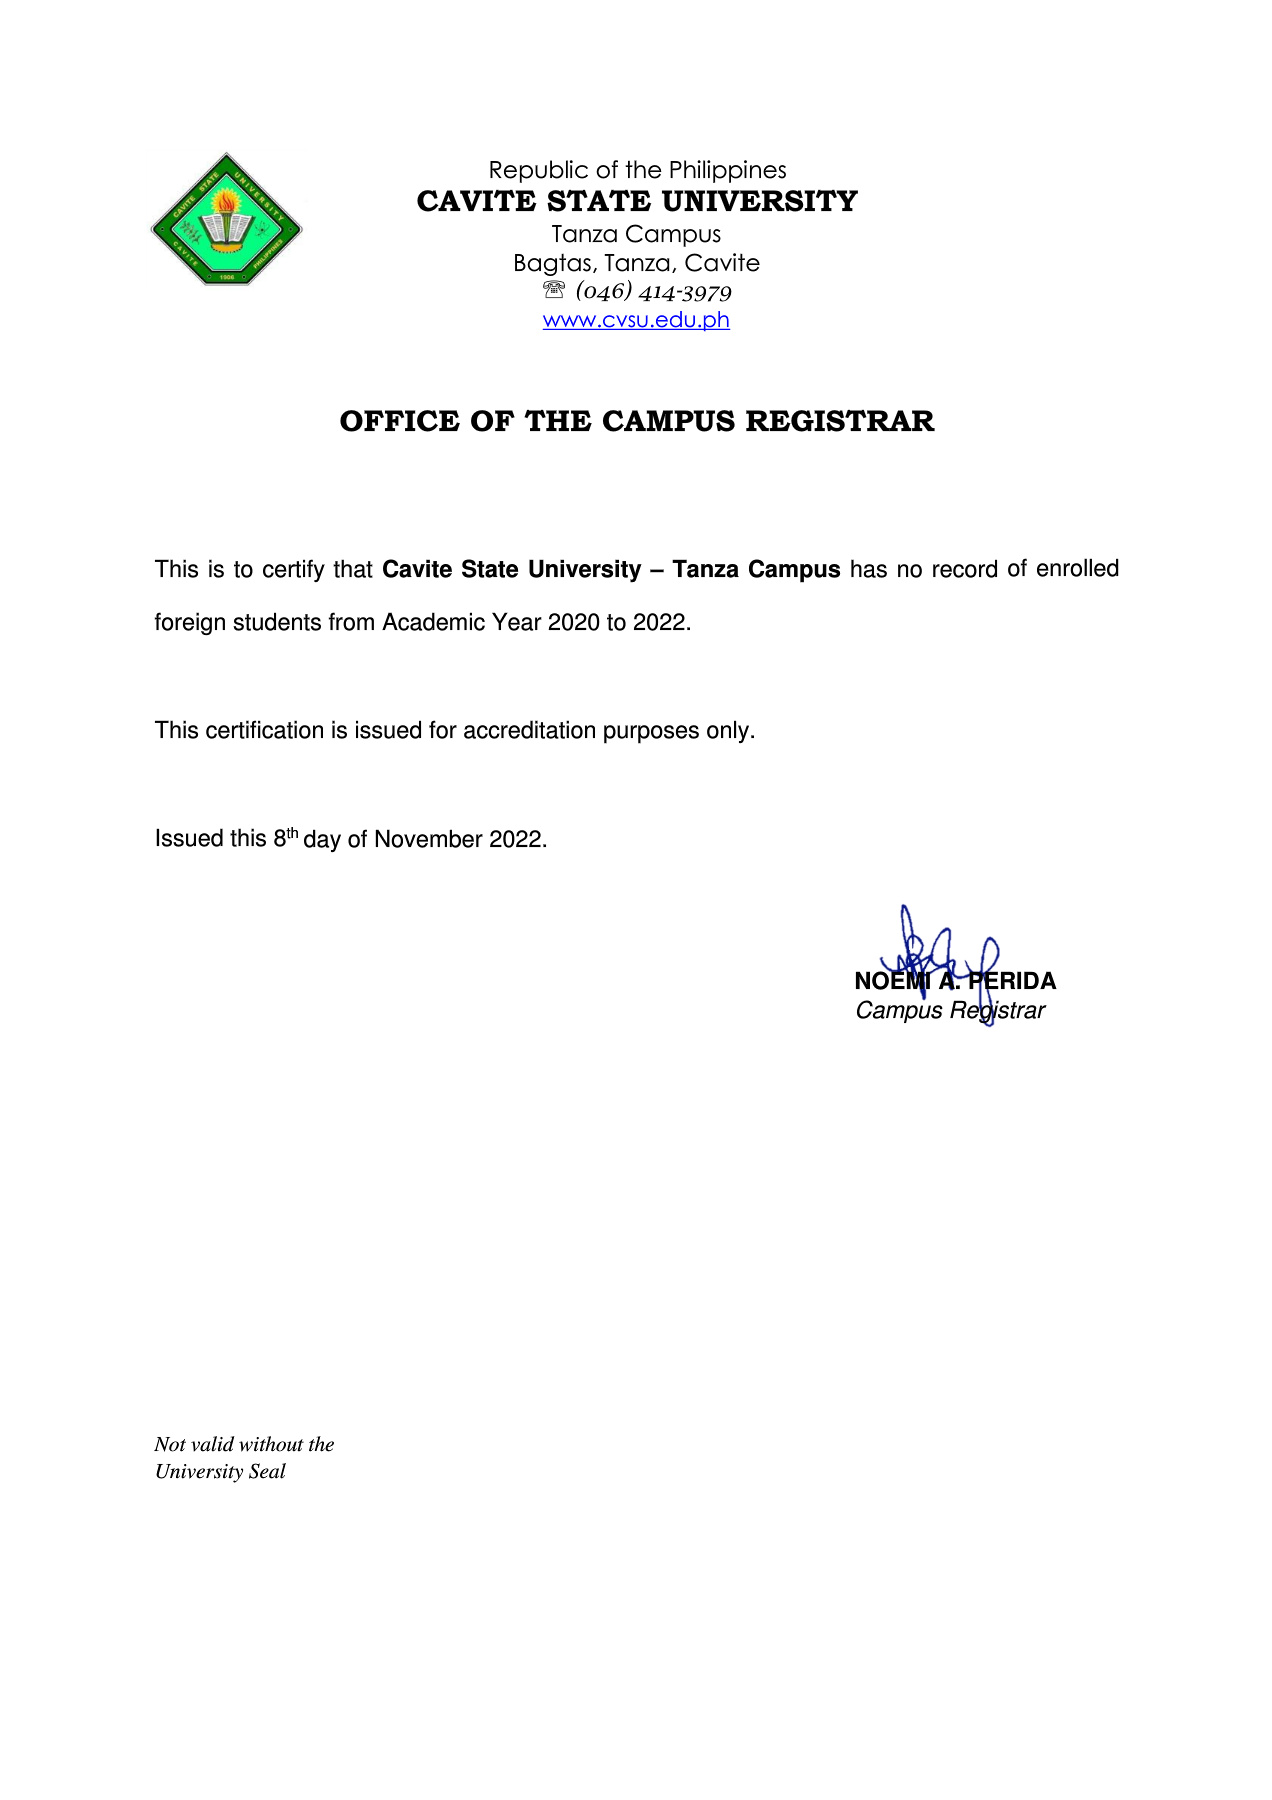 Republic of the Philippines
CAVITE STATE UNIVERSITY
Tanza Campus
Bagtas, Tanza, Cavite
☏ (046) 414-3979
www.cvsu.edu.ph
CAVITE STATE UNIVERSITY
CAVITE 1906 PHILIPPINES
OFFICE OF THE CAMPUS REGISTRAR
This is to certify that Cavite State University – Tanza Campus has no record of enrolled
foreign students from Academic Year 2020 to 2022.
This certification is issued for accreditation purposes only.
Issued this 8th day of November 2022.
NOEMI A. PERIDA
Campus Registrar
Not valid without the
University Seal